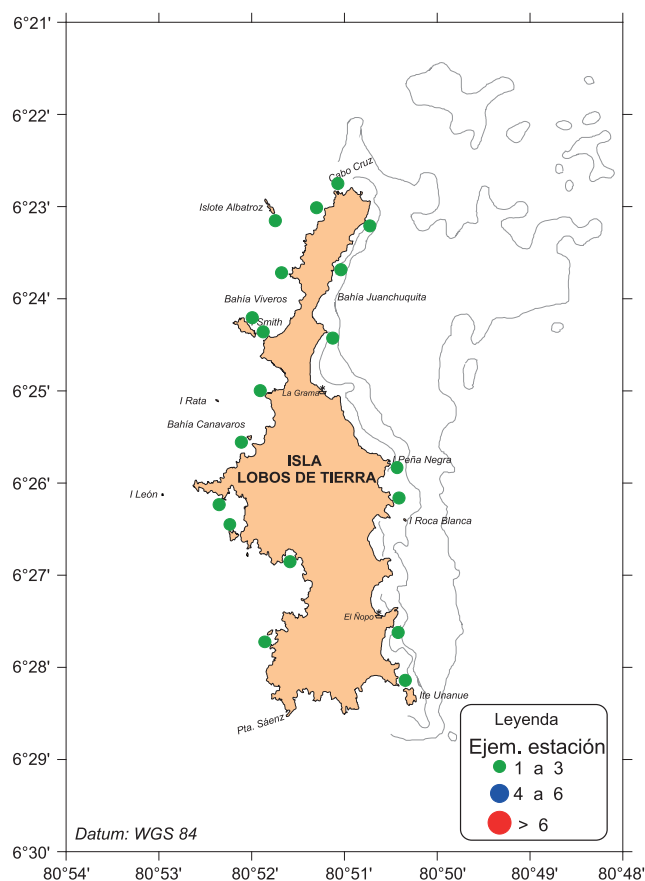 6°21'
6°22'
Cabo Cruz
6°23'
Islote Albatroz
6°24'
Bahía Viveros
Bahía Juanchuquita
Smith
6°25'
La Grama
I Rata
Bahía Canavaros
ISLA
LOBOS DE TIERRA
I Peña Negra
6°26'
I León
I Roca Blanca
6°27'
El Ñopo
6°28'
Ite Unanue
Pta. Sáenz
6°29'
Leyenda
Ejem. estación
1 a 3
4 a 6
> 6
Datum: WGS 84
6°30'
80°54' 80°53' 80°52' 80°51' 80°50' 80°49' 80°48'